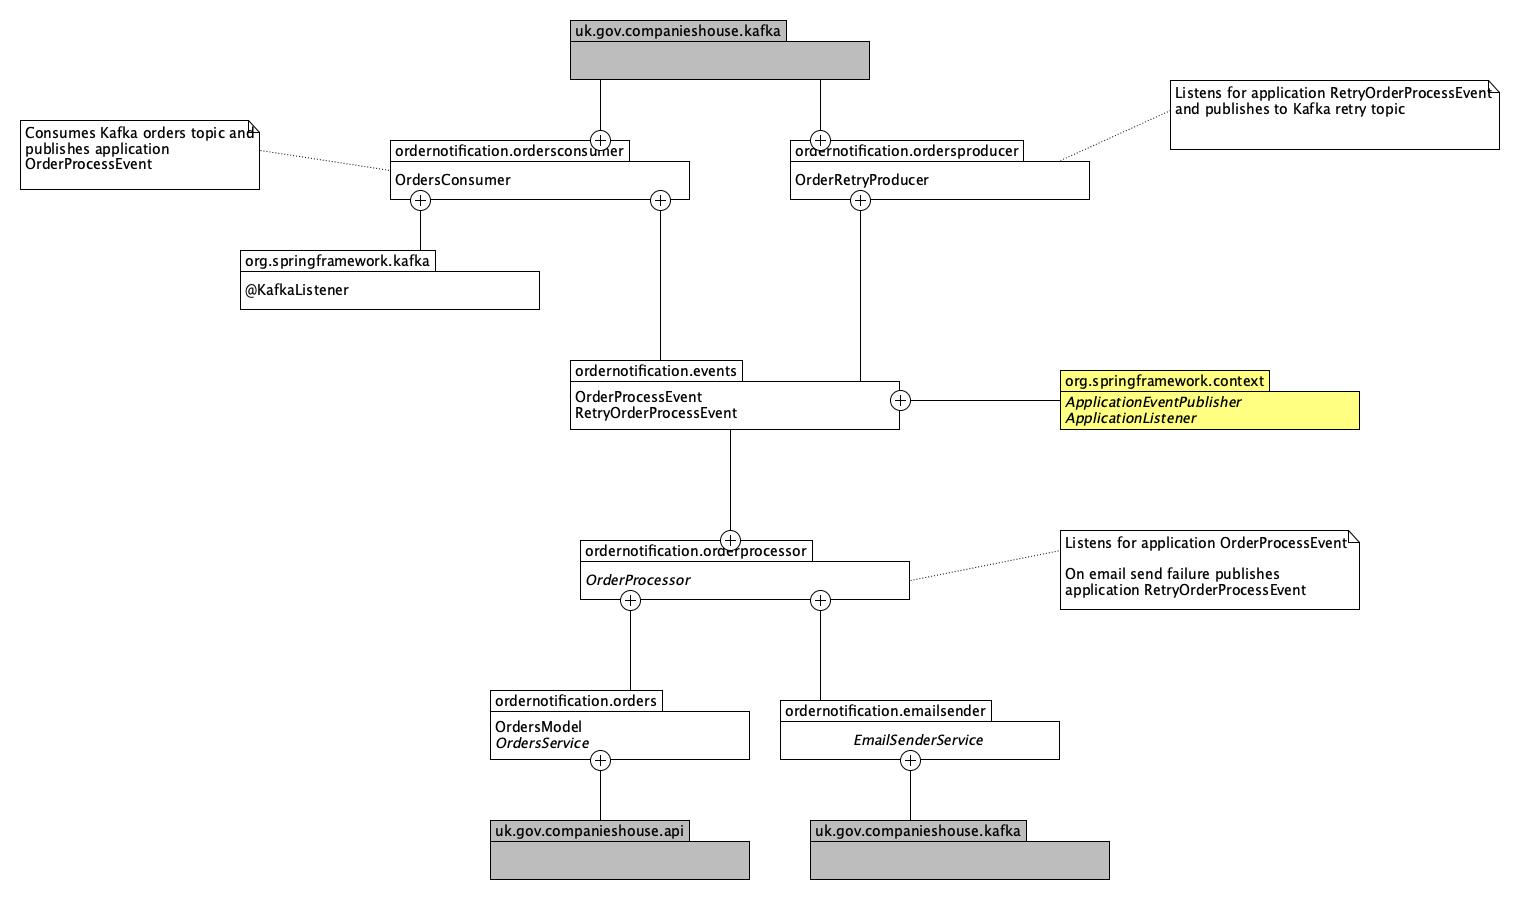 uk.gov.companieshouse.kafka
Listens for application RetryOrderProcessEvent
and publishes to Kafka retry topic
Consumes Kafka orders topic and
publishes application
OrderProcessEvent
ordernotification.ordersconsumer
OrdersConsumer
ordernotification.ordersproducer
OrderRetryProducer
org.springframework.kafka
@KafkaListener
ordernotification.events
OrderProcessEvent
RetryOrderProcessEvent
org.springframework.context
ApplicationEventPublisher
ApplicationListener
ordernotification.orderprocessor
OrderProcessor
Listens for application OrderProcessEvent
On email send failure publishes
application RetryOrderProcessEvent
ordernotification.orders
OrdersModel
OrdersService
ordernotification.emailsender
EmailSenderService
uk.gov.companieshouse.api
uk.gov.companieshouse.kafka